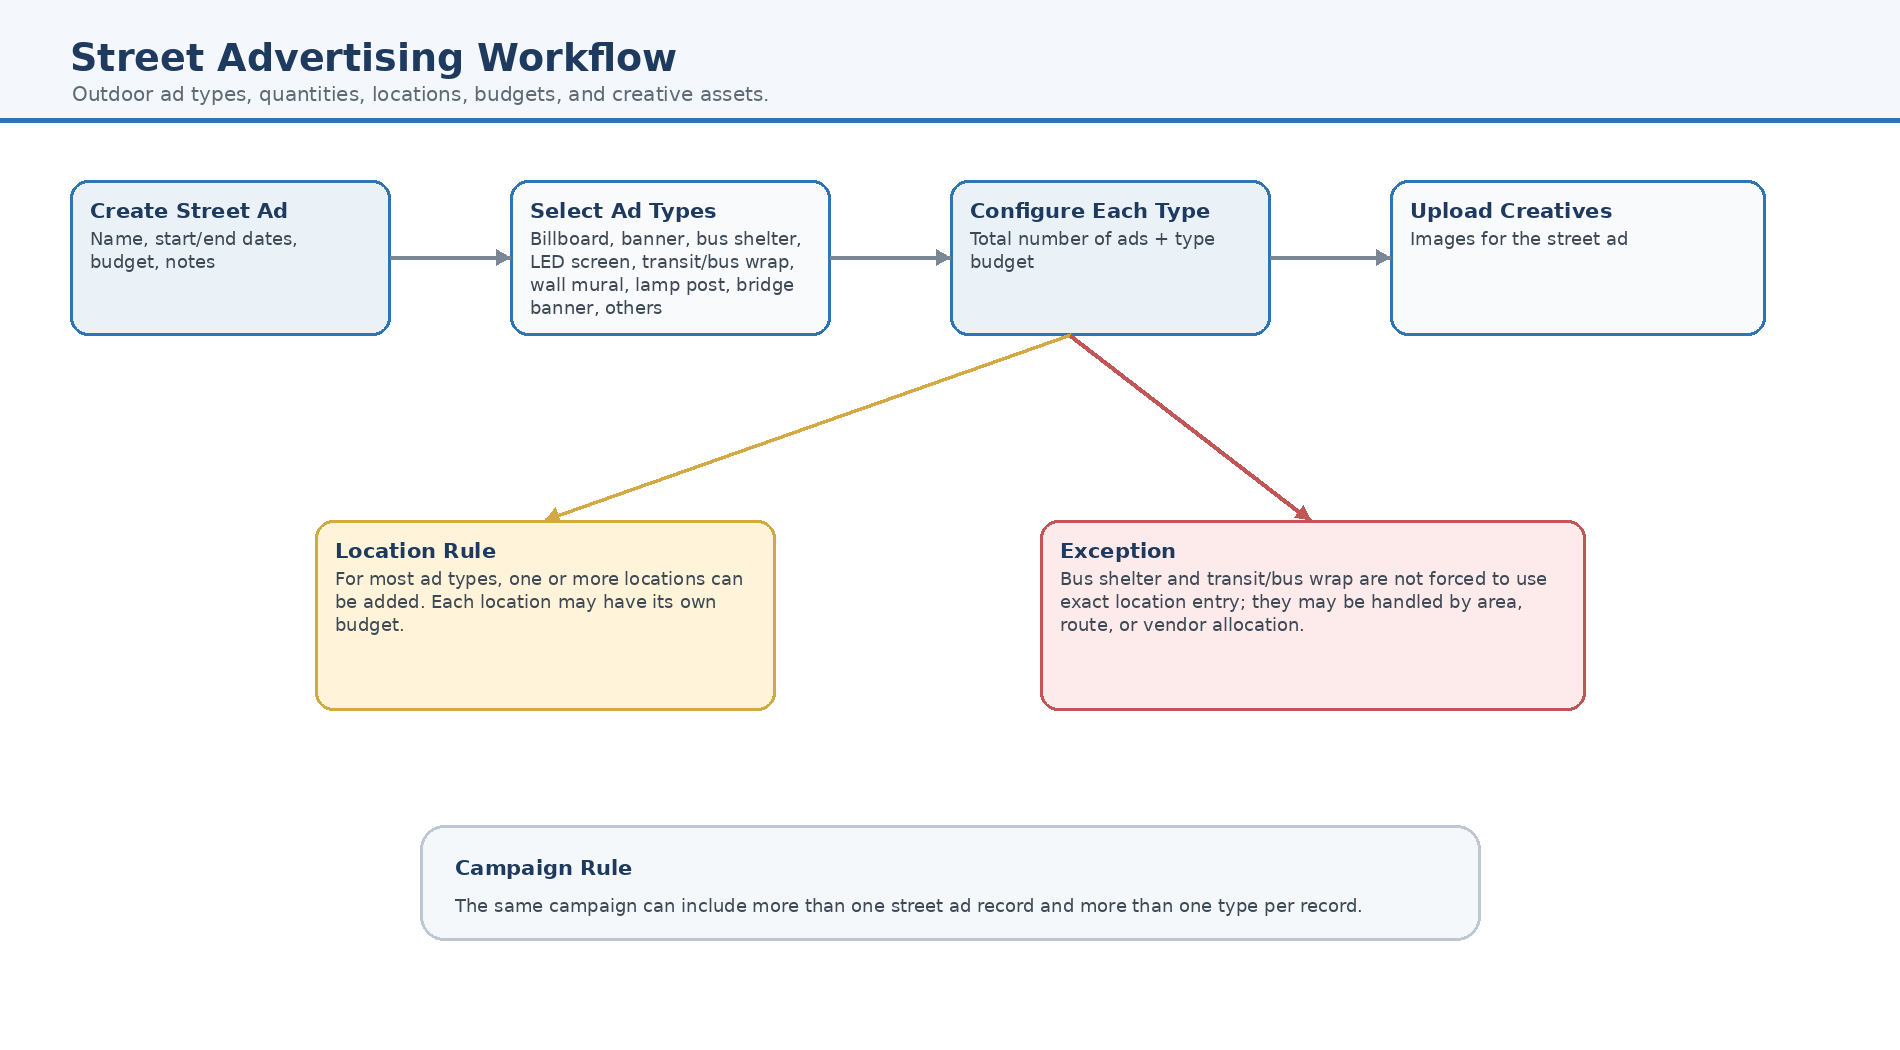 Street Advertising Workflow
Outdoor ad types, quantities, locations, budgets, and creative assets.
Create Street Ad
Name, start/end dates,
budget, notes
Select Ad Types
Billboard, banner, bus shelter,
LED screen, transit/bus wrap,
wall mural, lamp post, bridge
banner, others
Configure Each Type
Total number of ads + type
budget
Upload Creatives
Images for the street ad
Location Rule
For most ad types, one or more locations can
be added. Each location may have its own
budget.
Exception
Bus shelter and transit/bus wrap are not forced to use
exact location entry; they may be handled by area,
route, or vendor allocation.
Campaign Rule
The same campaign can include more than one street ad record and more than one type per record.